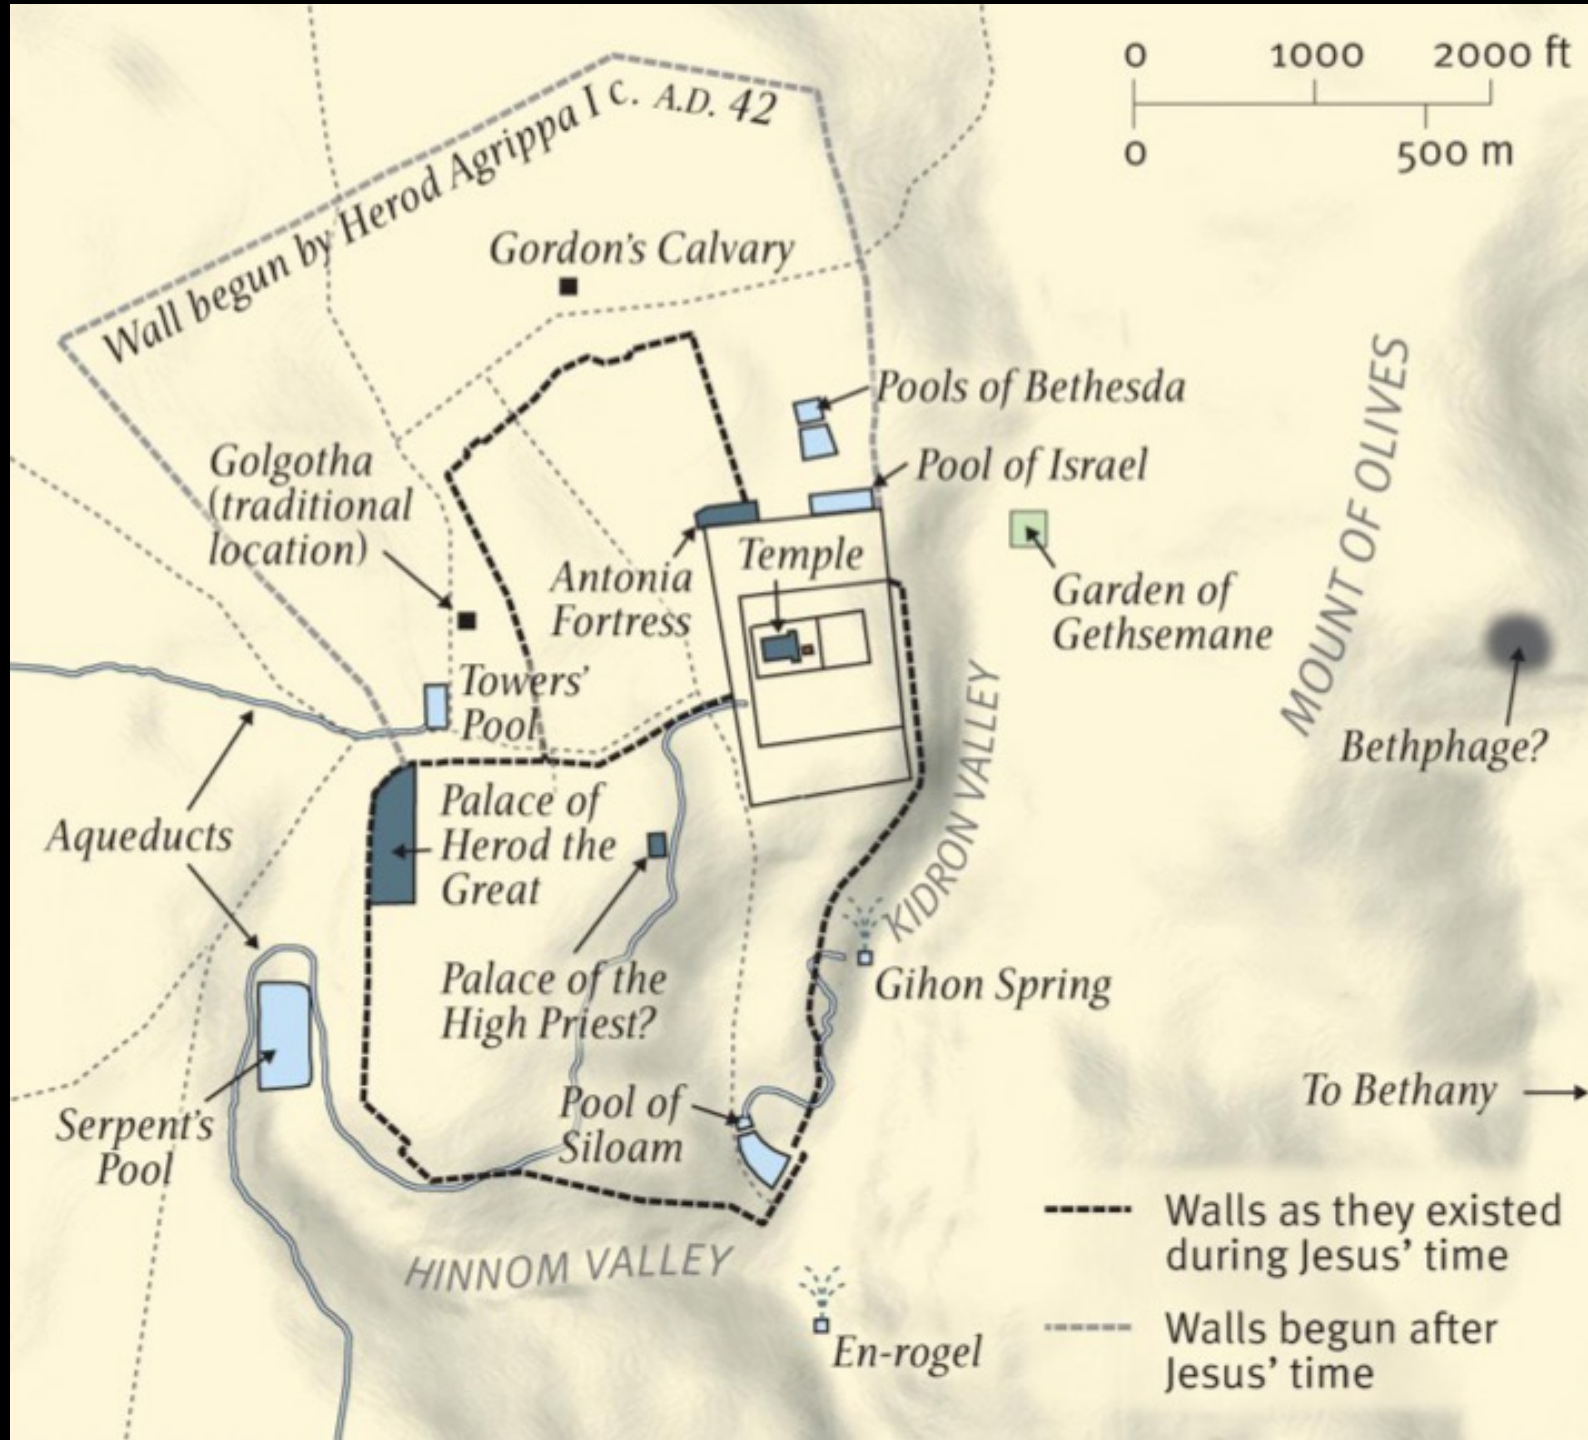 0 1000 2000 ft
0 500 m
Wall begun by Herod Agrippa I c. A.D. 42
Gordon's Calvary
Pools of Bethesda
Golgotha
(traditional
location)
Pool of Israel
MOUNT OF OLIVES
Antonia
Fortress
Temple
Garden of
Gethsemane
Towers'
Pool
KIDRON VALLEY
Bethphage?
Aqueducts
Palace of
Herod the
Great
Palace of the
High Priest?
Gihon Spring
Serpent's
Pool
Pool of
Siloam
To Bethany
HINNOM VALLEY
En-rogel
Walls as they existed
during Jesus' time
Walls begun after
Jesus' time